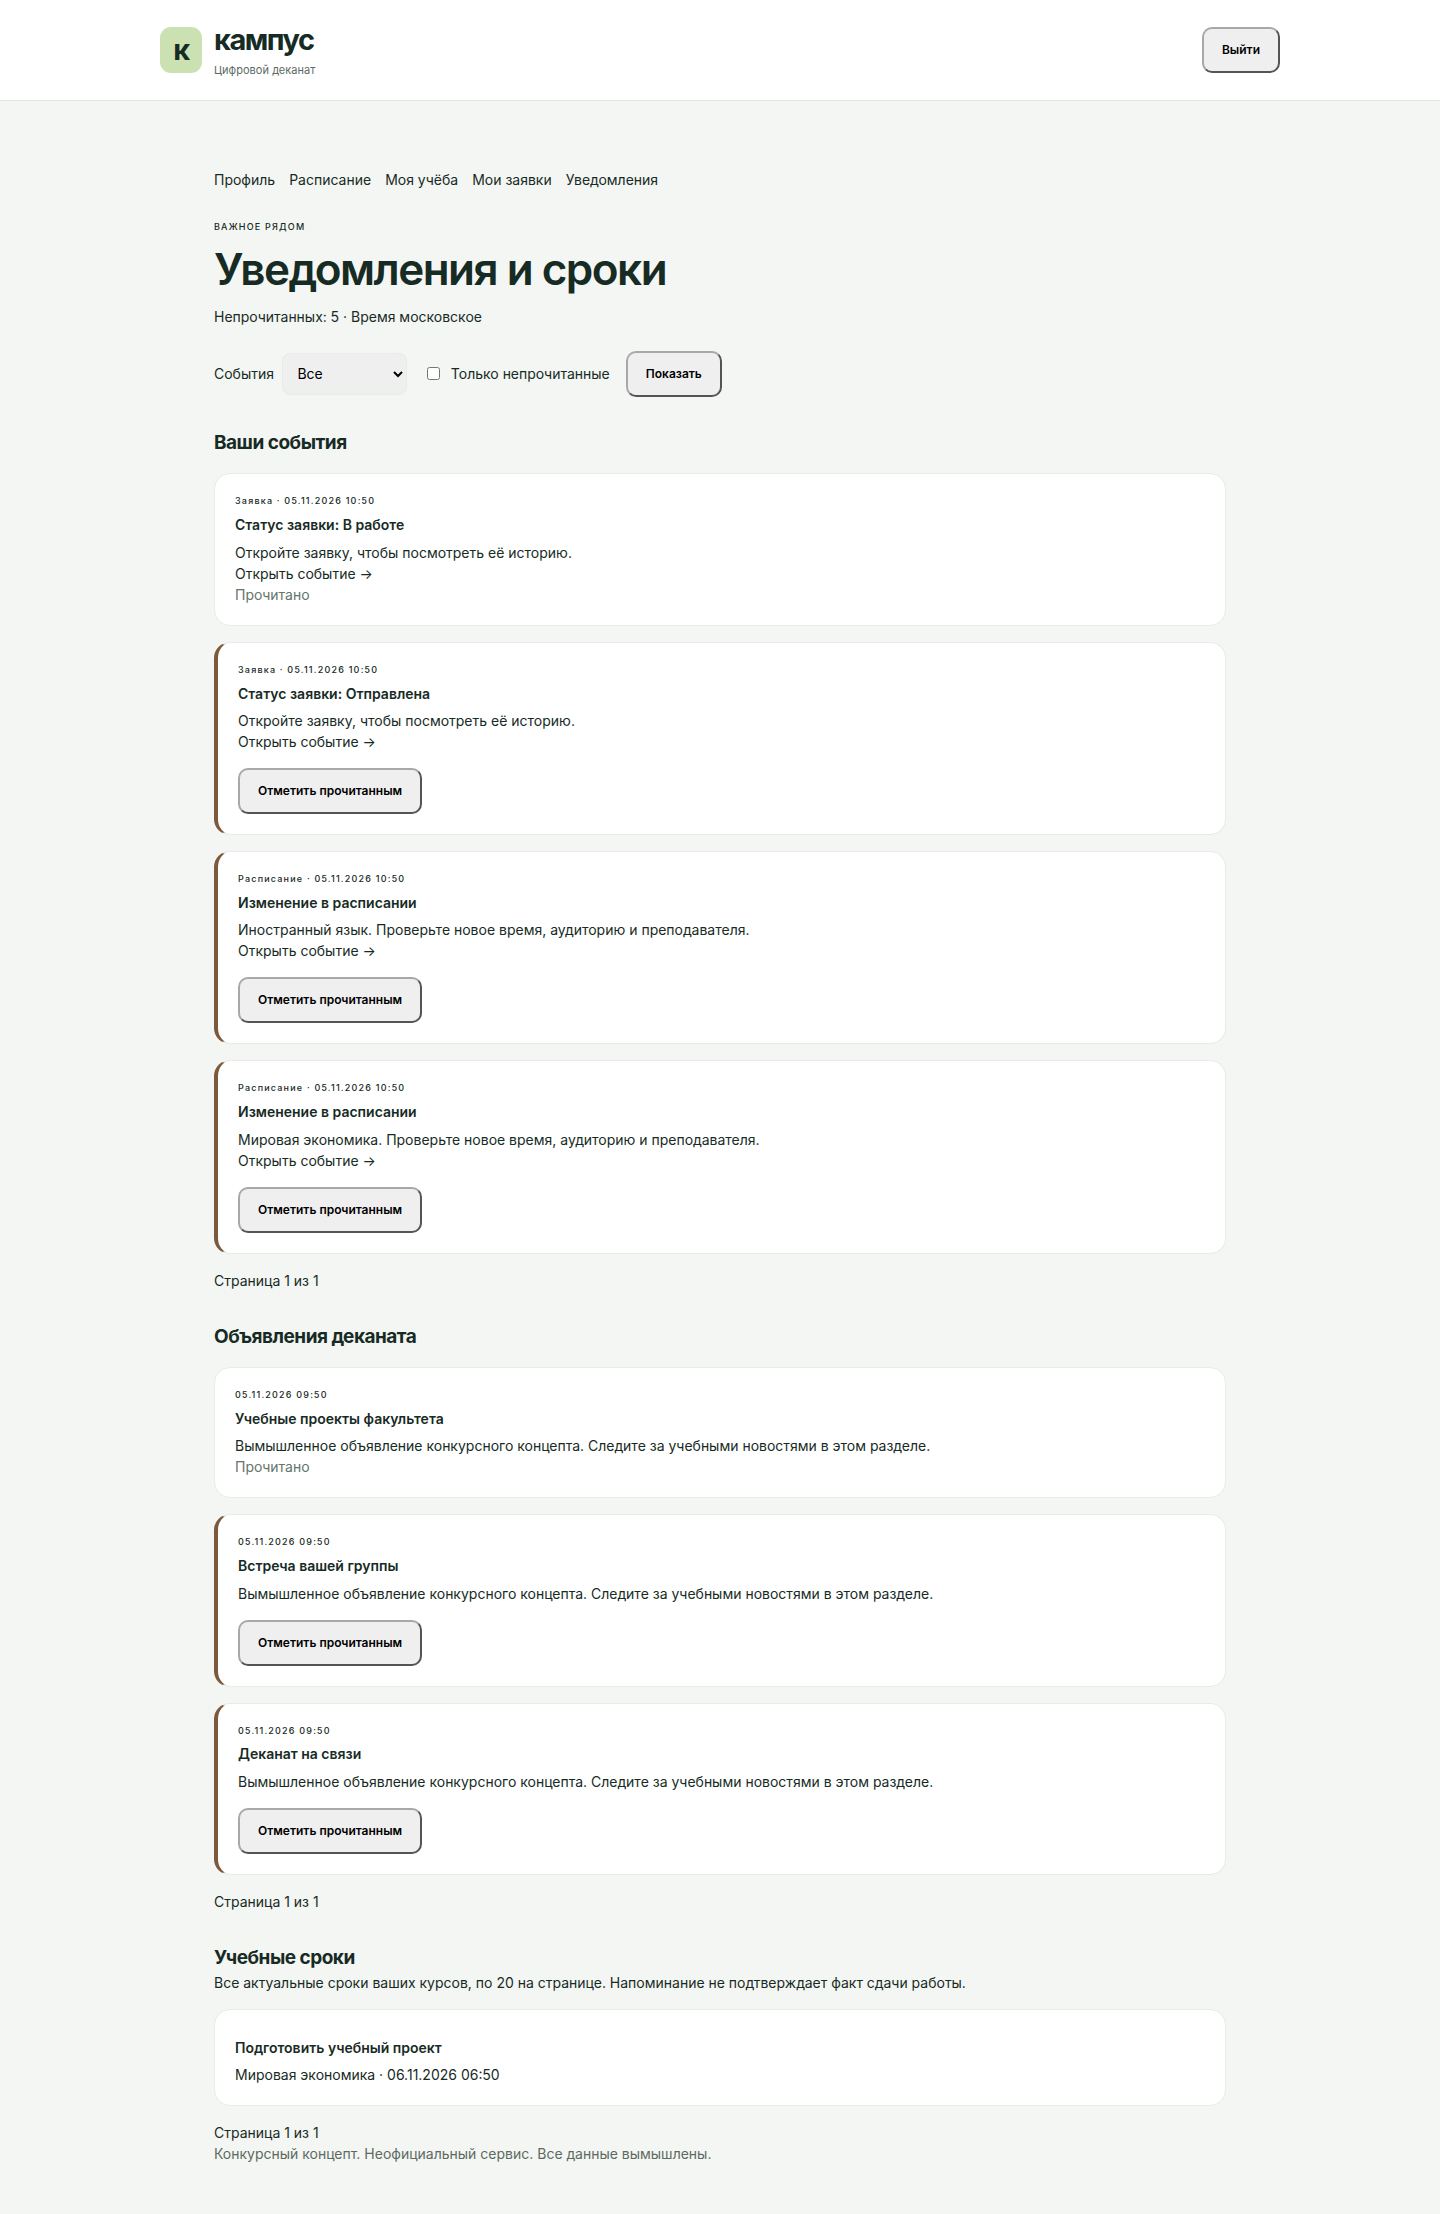 к
кампус
Цифровой деканат
Выйти
Профиль Расписание Моя учёба Мои заявки Уведомления
ВАЖНОЕ РЯДОМ
Уведомления и сроки
Непрочитанных: 5 · Время московское
События Все Только непрочитанные Показать
Ваши события
Заявка · 05.11.2026 10:50
Статус заявки: В работе
Откройте заявку, чтобы посмотреть её историю.
Открыть событие →
Прочитано
Заявка · 05.11.2026 10:50
Статус заявки: Отправлена
Откройте заявку, чтобы посмотреть её историю.
Открыть событие →
Отметить прочитанным
Расписание · 05.11.2026 10:50
Изменение в расписании
Иностранный язык. Проверьте новое время, аудиторию и преподавателя.
Открыть событие →
Отметить прочитанным
Расписание · 05.11.2026 10:50
Изменение в расписании
Мировая экономика. Проверьте новое время, аудиторию и преподавателя.
Открыть событие →
Отметить прочитанным
Страница 1 из 1
Объявления деканата
05.11.2026 09:50
Учебные проекты факультета
Вымышленное объявление конкурсного концепта. Следите за учебными новостями в этом разделе.
Прочитано
05.11.2026 09:50
Встреча вашей группы
Вымышленное объявление конкурсного концепта. Следите за учебными новостями в этом разделе.
Отметить прочитанным
05.11.2026 09:50
Деканат на связи
Вымышленное объявление конкурсного концепта. Следите за учебными новостями в этом разделе.
Отметить прочитанным
Страница 1 из 1
Учебные сроки
Все актуальные сроки ваших курсов, по 20 на странице. Напоминание не подтверждает факт сдачи работы.
Подготовить учебный проект
Мировая экономика · 06.11.2026 06:50
Страница 1 из 1
Конкурсный концепт. Неофициальный сервис. Все данные вымышлены.